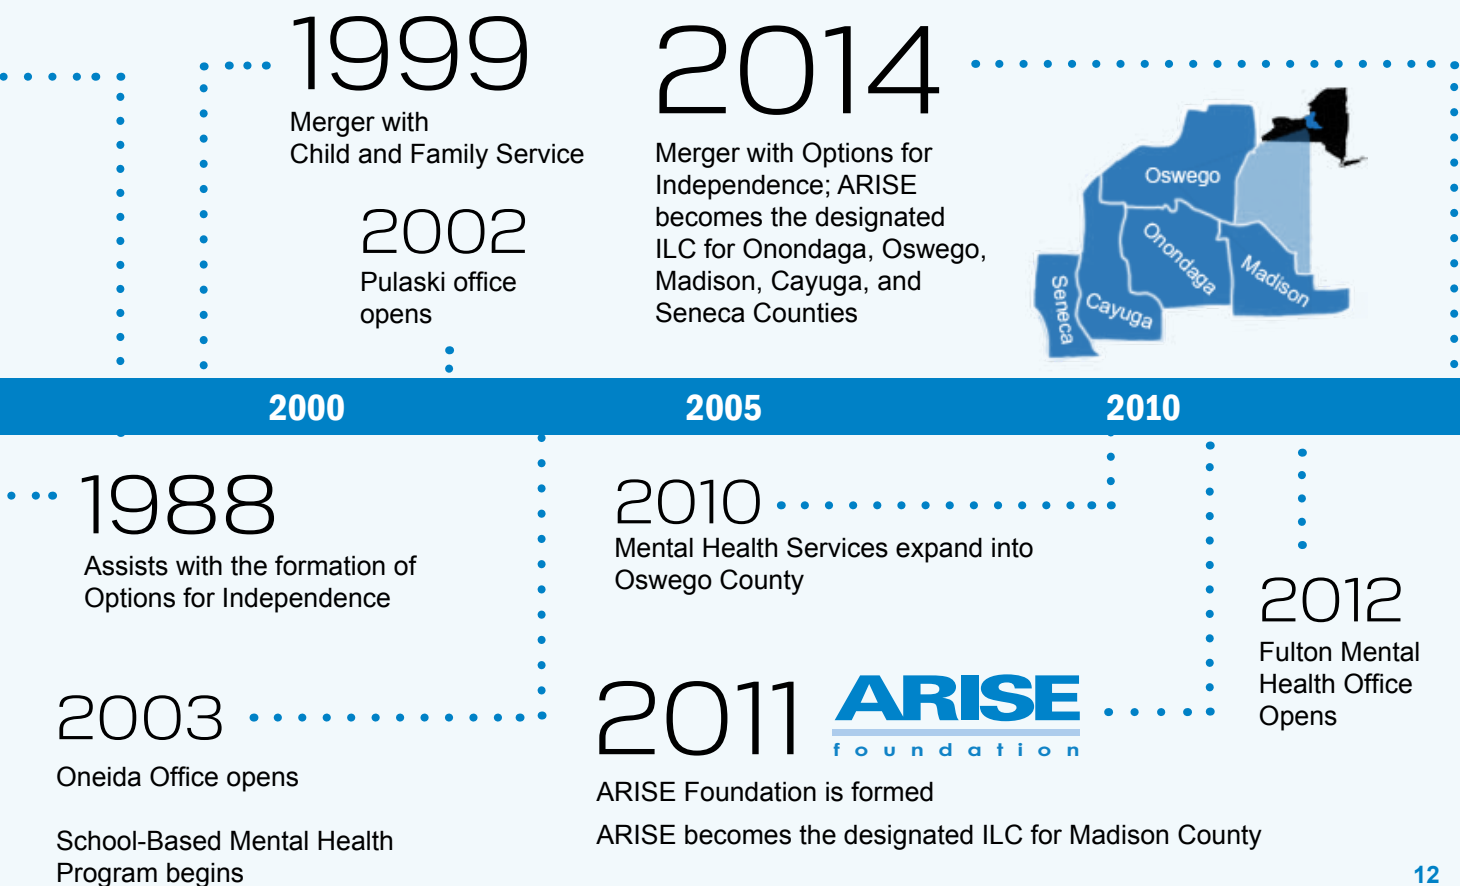 1999
Merger with
Child and Family Service
2002
Pulaski office
opens
2014
Merger with Options for
Independence; ARISE
becomes the designated
ILC for Onondaga, Oswego,
Madison, Cayuga, and
Seneca Counties
Oswego
Onondaga
Madison
Cayuga
Seneca
2000
2005
2010
1988
Assists with the formation of
Options for Independence
2003
Oneida Office opens
School-Based Mental Health
Program begins
2010
Mental Health Services expand into
Oswego County
2011
ARISE
foundation
ARISE Foundation is formed
ARISE becomes the designated ILC for Madison County
2012
Fulton Mental
Health Office
Opens
12